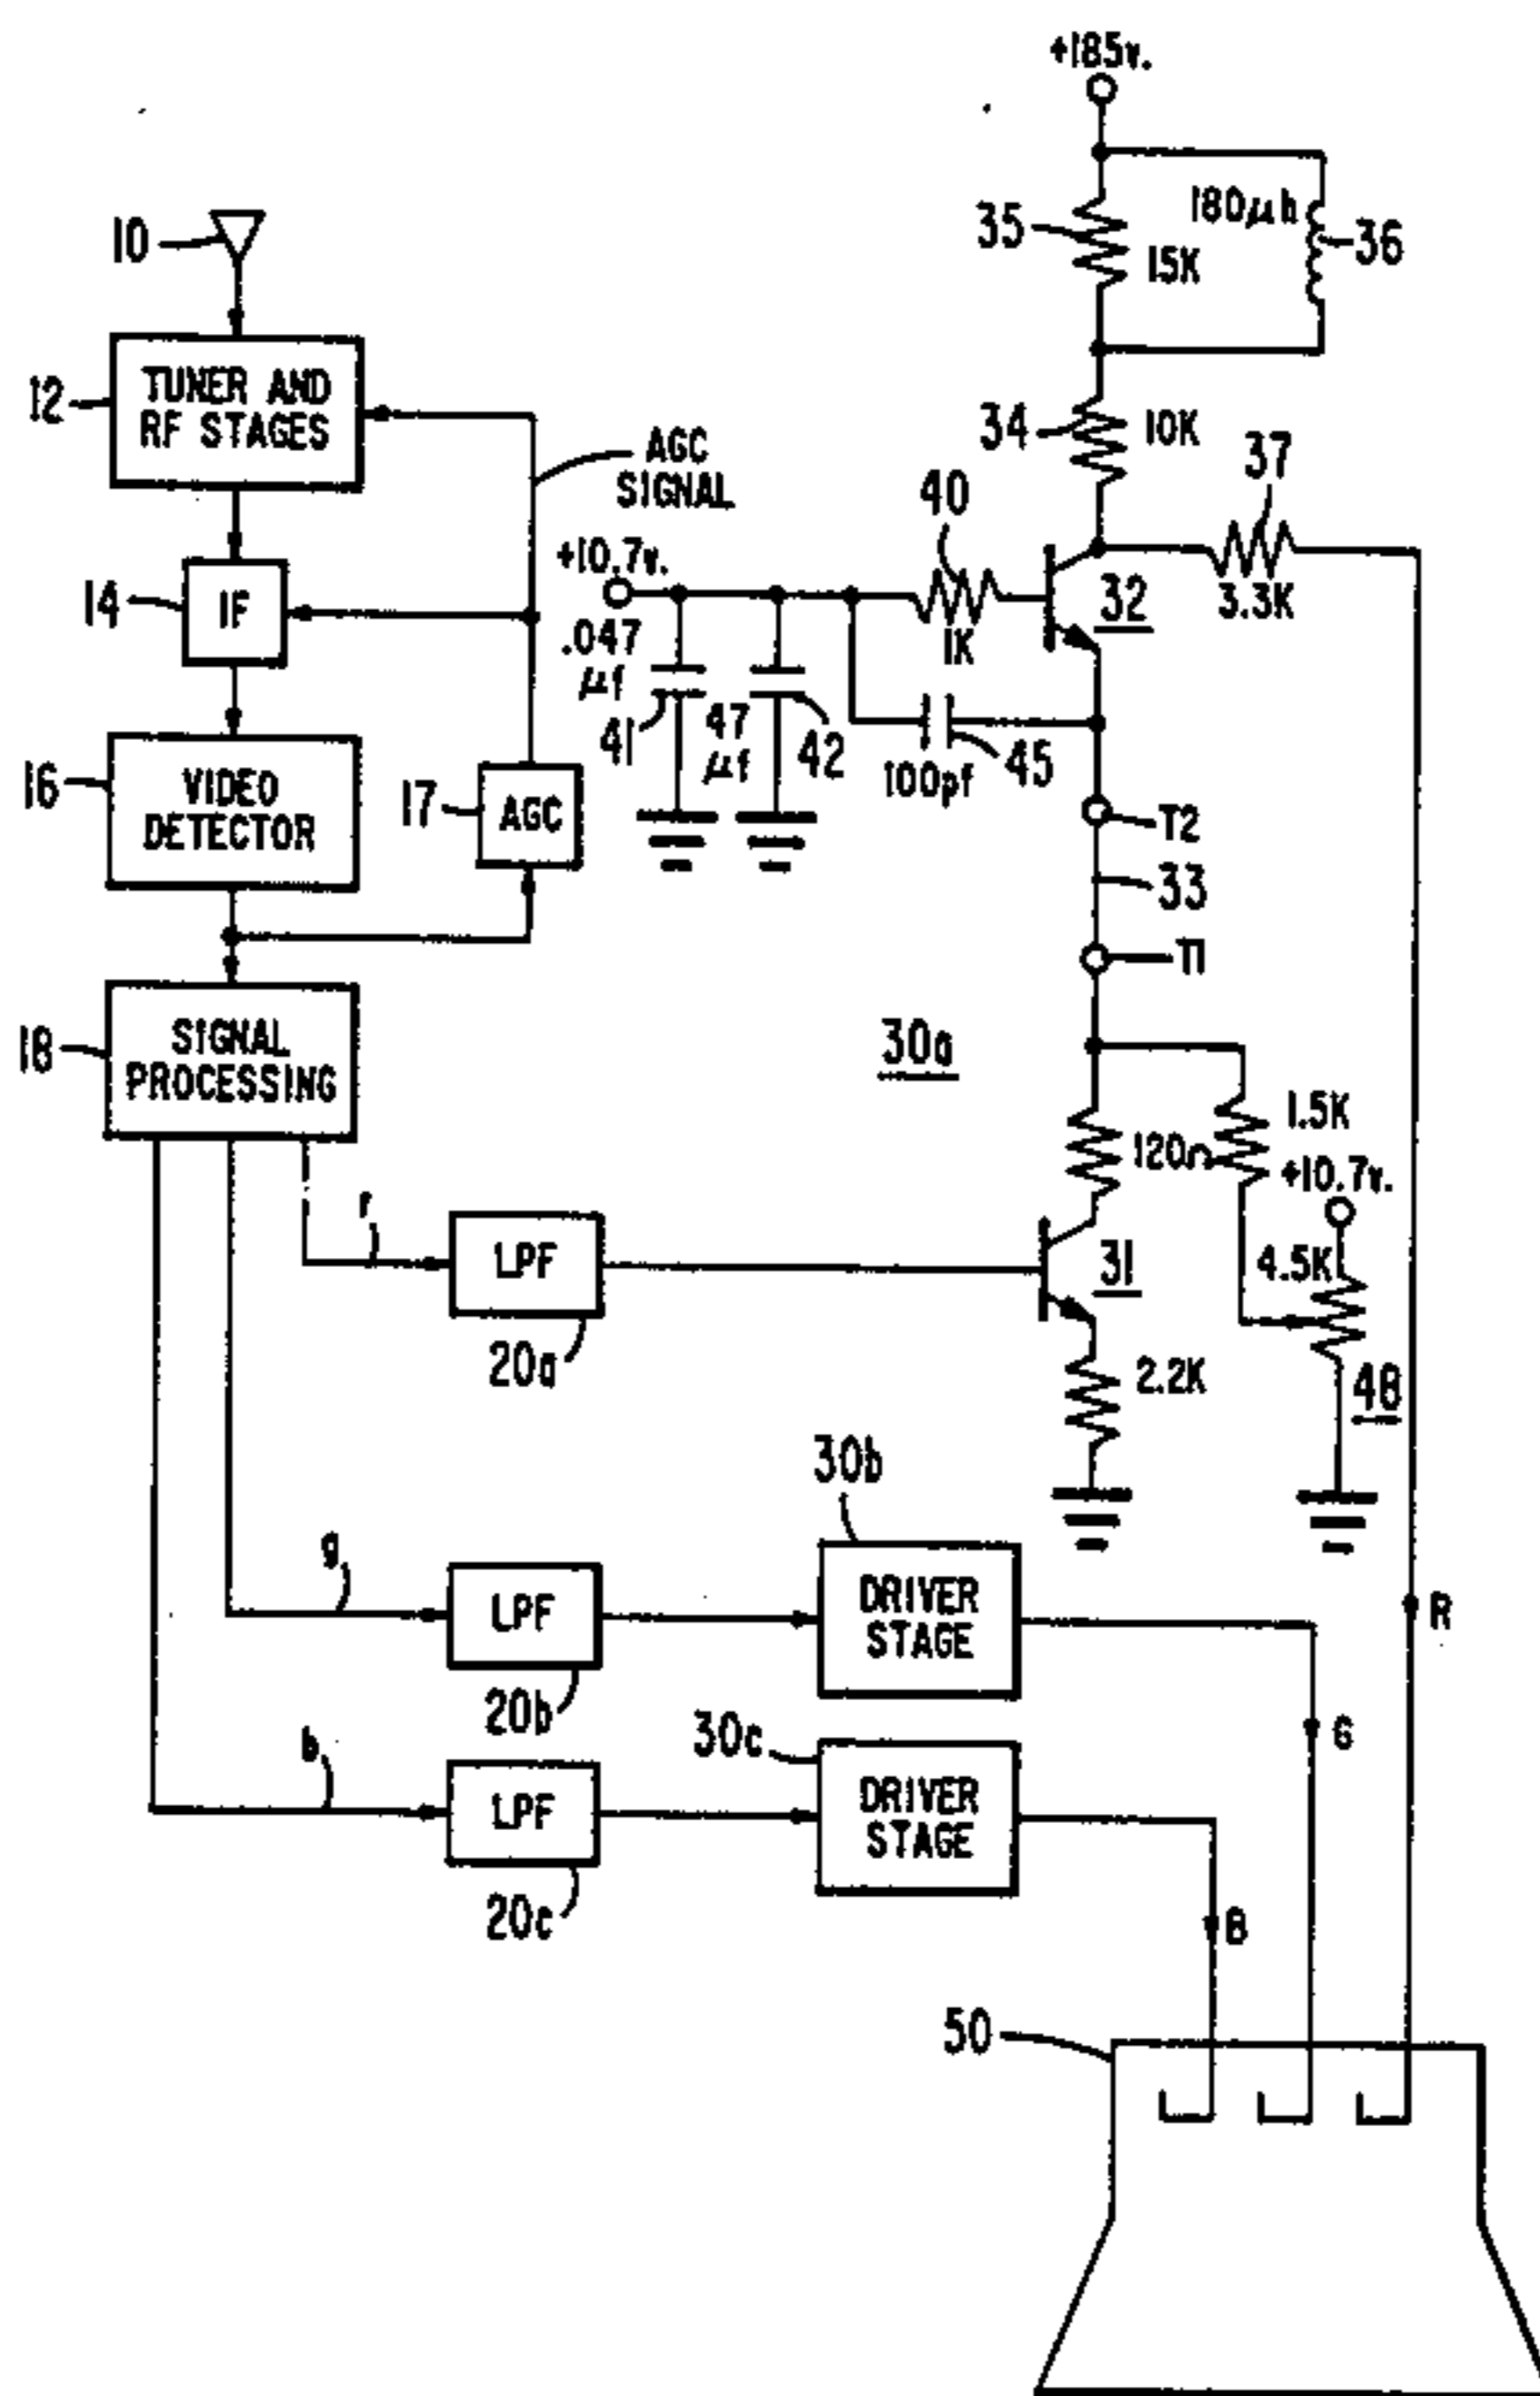 +185v.
35
15K
180μh
36
10
12
TUNER AND
RF STAGES
34
10K
37
AGC
SIGNAL
40
+10.7v.
14
IF
1K
32
3.3K
.047
μf
41
47
μf
42
100pf
45
16
VIDEO
DETECTOR
17
AGC
T2
33
T1
18
SIGNAL
PROCESSING
30a
120Ω
1.5K
+10.7v.
r
LPF
20a
31
4.5K
2.2K
48
30b
g
LPF
20b
DRIVER
STAGE
R
G
30c
b
LPF
20c
DRIVER
STAGE
B
50